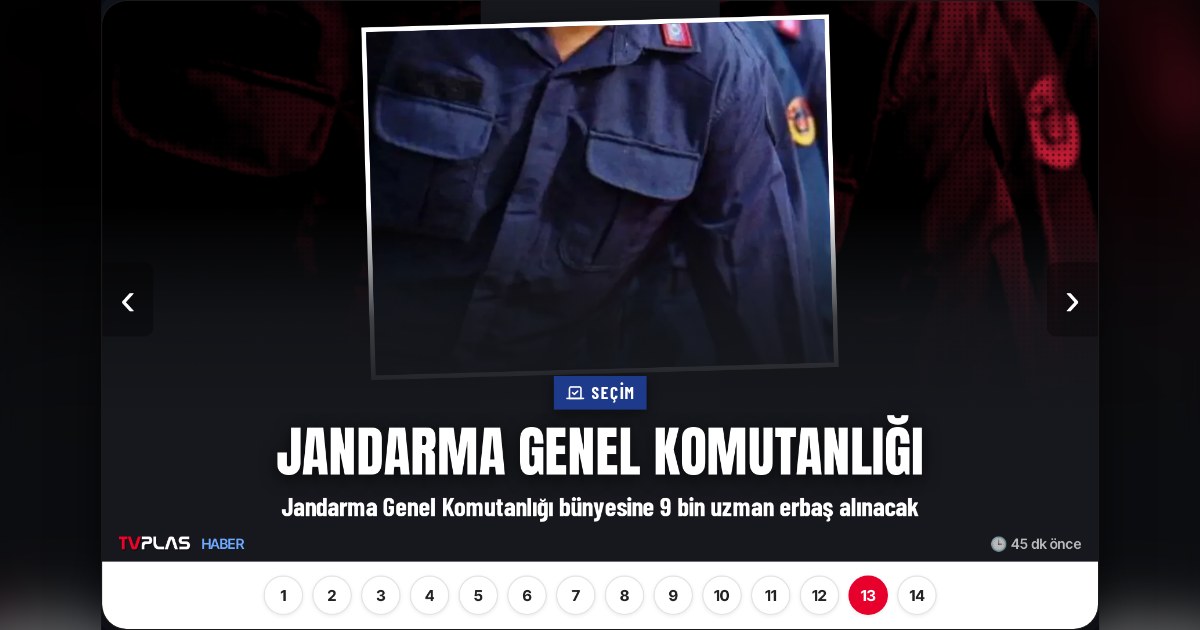 SEÇİM
JANDARMA GENEL KOMUTANLIĞI
Jandarma Genel Komutanlığı bünyesine 9 bin uzman erbaş alınacak
TVPLAS HABER
45 dk önce
1 2 3 4 5 6 7 8 9 10 11 12 13 14